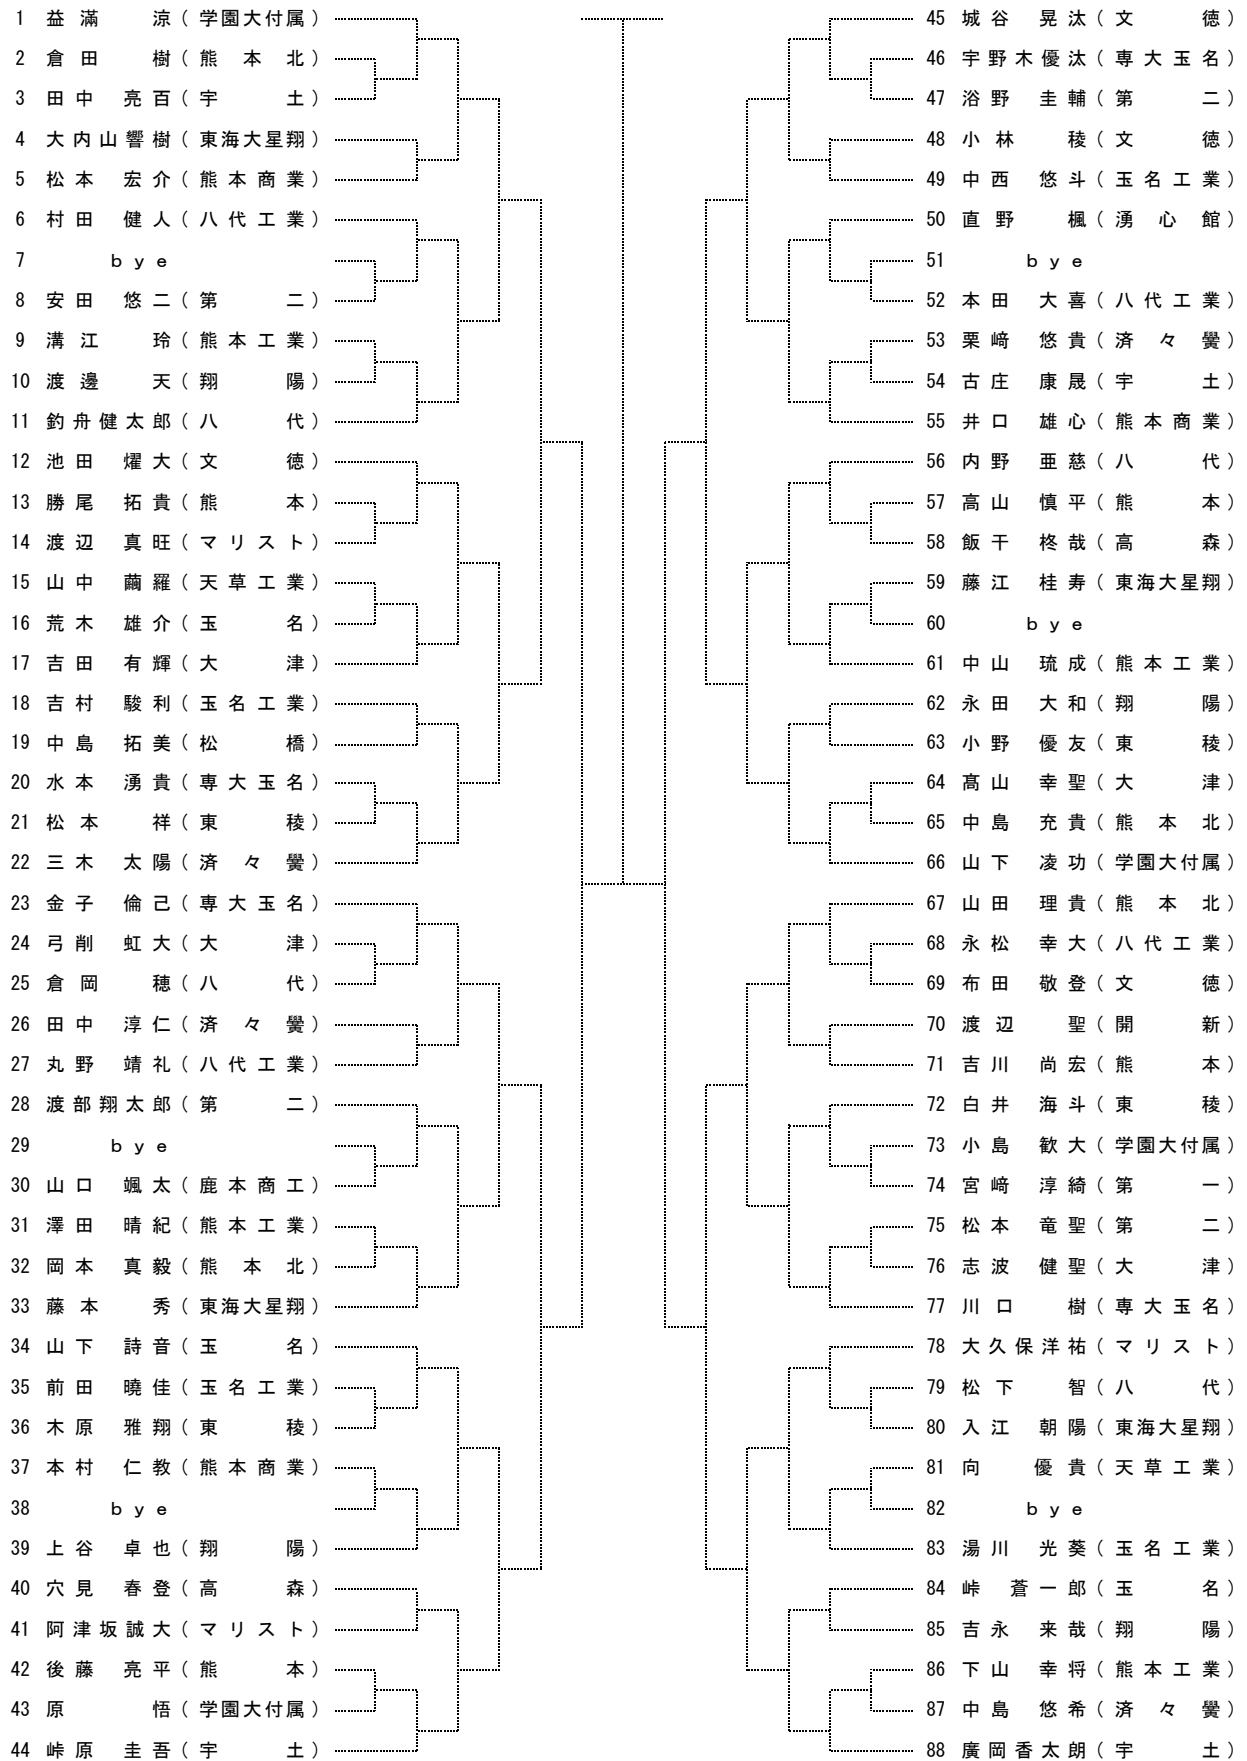 1 益滿 涼（学園大付属）
2 倉田 樹（熊本北）
3 田中 亮百（宇土）
4 大内山響樹（東海大星翔）
5 松本 宏介（熊本商業）
6 村田 健人（八代工業）
7 ｂｙｅ
8 安田 悠二（第二）
9 溝江 玲（熊本工業）
10 渡邊 天（翔陽）
11 釣舟健太郎（八代）
12 池田 燿大（文徳）
13 勝尾 拓貴（熊本）
14 渡辺 真旺（マリスト）
15 山中 繭羅（天草工業）
16 荒木 雄介（玉名）
17 吉田 有輝（大津）
18 吉村 駿利（玉名工業）
19 中島 拓美（松橋）
20 水本 湧貴（専大玉名）
21 松本 祥（東稜）
22 三木 太陽（済々黌）
23 金子 倫己（専大玉名）
24 弓削 虹大（大津）
25 倉岡 穂（八代）
26 田中 淳仁（済々黌）
27 丸野 靖礼（八代工業）
28 渡部翔太郎（第二）
29 ｂｙｅ
30 山口 颯太（鹿本商工）
31 澤田 晴紀（熊本工業）
32 岡本 真毅（熊本北）
33 藤本 秀（東海大星翔）
34 山下 詩音（玉名）
35 前田 曉佳（玉名工業）
36 木原 雅翔（東稜）
37 本村 仁教（熊本商業）
38 ｂｙｅ
39 上谷 卓也（翔陽）
40 穴見 春登（高森）
41 阿津坂誠大（マリスト）
42 後藤 亮平（熊本）
43 原 悟（学園大付属）
44 峠原 圭吾（宇土）
45 城谷 晃汰（文徳）
46 宇野木優汰（専大玉名）
47 浴野 圭輔（第二）
48 小林 稜（文徳）
49 中西 悠斗（玉名工業）
50 直野 楓（湧心館）
51 ｂｙｅ
52 本田 大喜（八代工業）
53 栗﨑 悠貴（済々黌）
54 古庄 康晟（宇土）
55 井口 雄心（熊本商業）
56 内野 亜慈（八代）
57 高山 慎平（熊本）
58 飯干 柊哉（高森）
59 藤江 桂寿（東海大星翔）
60 ｂｙｅ
61 中山 琉成（熊本工業）
62 永田 大和（翔陽）
63 小野 優友（東稜）
64 髙山 幸聖（大津）
65 中島 充貴（熊本北）
66 山下 凌功（学園大付属）
67 山田 理貴（熊本北）
68 永松 幸大（八代工業）
69 布田 敬登（文徳）
70 渡辺 聖（開新）
71 吉川 尚宏（熊本）
72 白井 海斗（東稜）
73 小島 歓大（学園大付属）
74 宮﨑 淳綺（第一）
75 松本 竜聖（第二）
76 志波 健聖（大津）
77 川口 樹（専大玉名）
78 大久保洋祐（マリスト）
79 松下 智（八代）
80 入江 朝陽（東海大星翔）
81 向 優貴（天草工業）
82 ｂｙｅ
83 湯川 光葵（玉名工業）
84 峠 蒼一郎（玉名）
85 吉永 来哉（翔陽）
86 下山 幸将（熊本工業）
87 中島 悠希（済々黌）
88 廣岡香太朗（宇土）